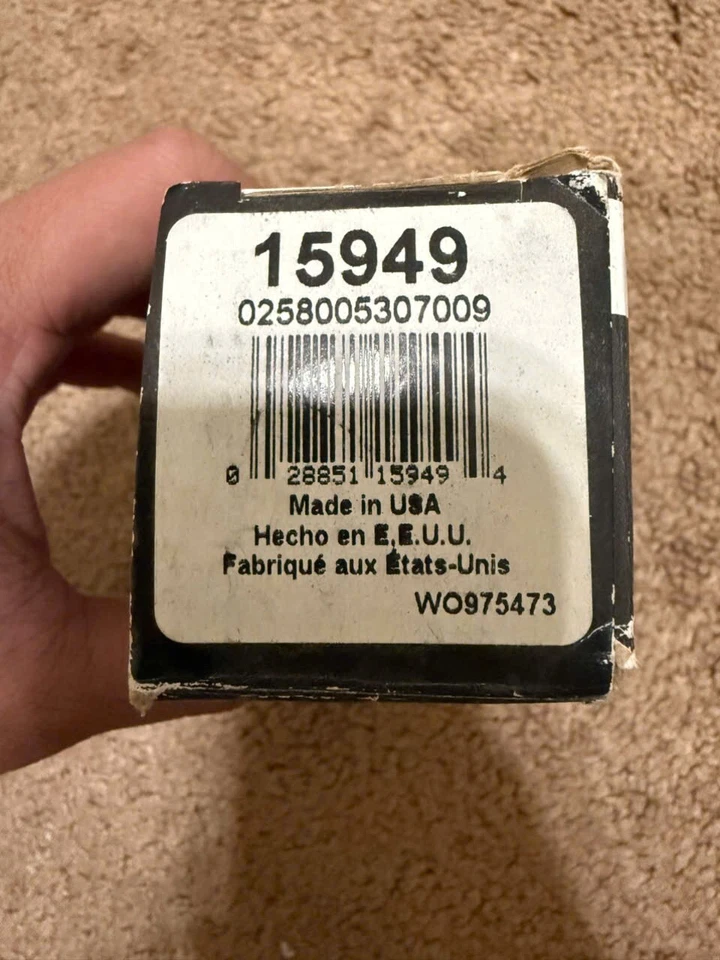 15949
0258005307009
0 28851 15949 4
Made in USA
Hecho en E.E.U.U.
Fabriqué aux États-Unis
WO975473